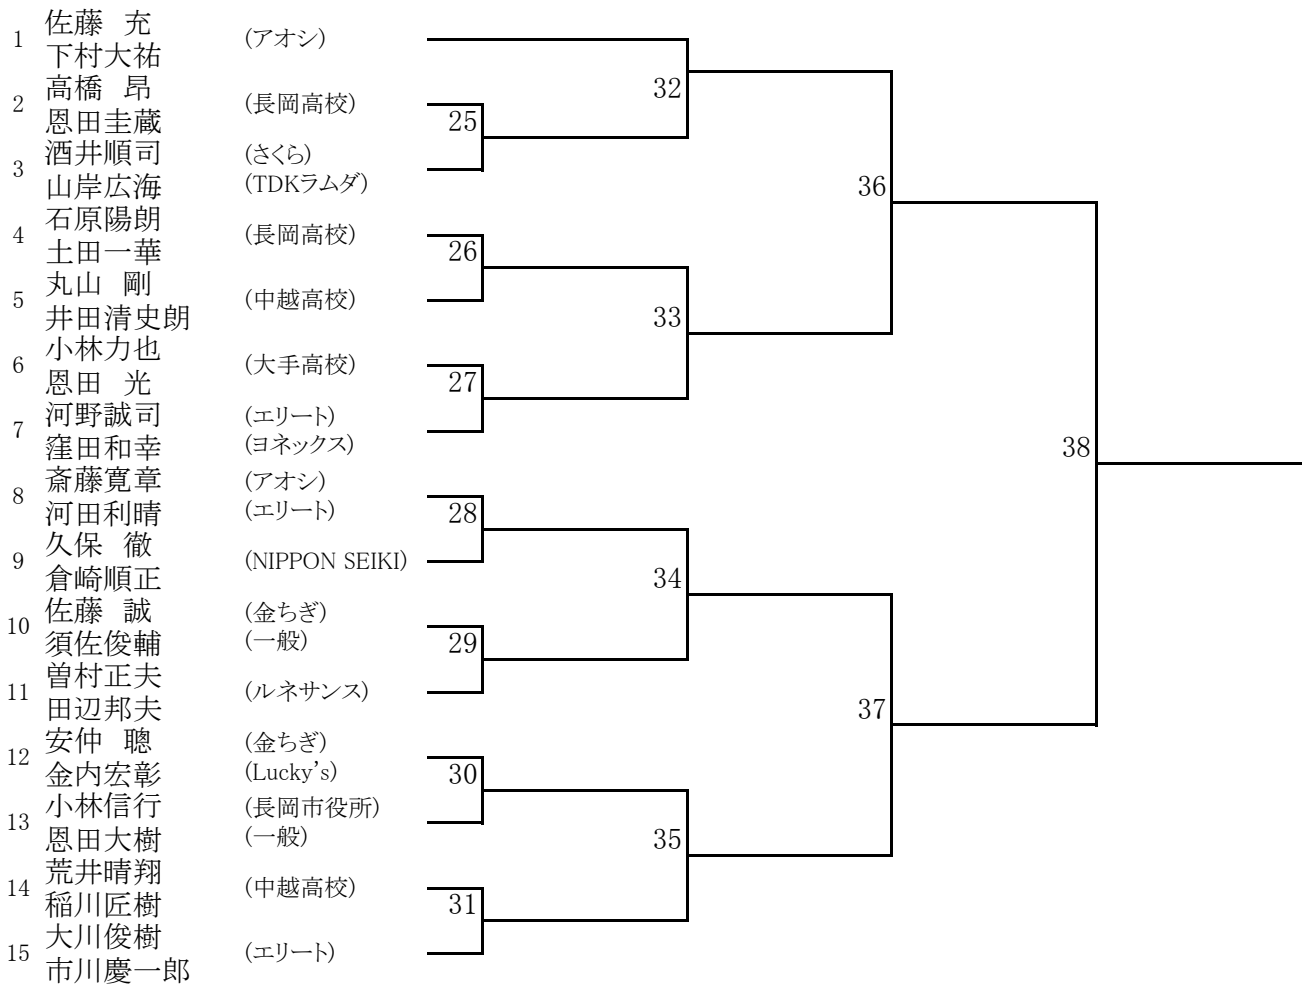 1 佐藤 充 (アオシ)
下村大祐
2 高橋 昂 (長岡高校)
恩田圭蔵
3 酒井順司 (さくら)
山岸広海 (TDKラムダ)
4 石原陽朗 (長岡高校)
土田一華
5 丸山 剛 (中越高校)
井田清史朗
6 小林力也 (大手高校)
恩田 光
7 河野誠司 (エリート)
窪田和幸 (ヨネックス)
8 斎藤寛章 (アオシ)
河田利晴 (エリート)
9 久保 徹 (NIPPON SEIKI)
倉崎順正
10 佐藤 誠 (金ちぎ)
須佐俊輔 (一般)
11 曽村正夫 (ルネサンス)
田辺邦夫
12 安仲 聰 (金ちぎ)
金内宏彰 (Lucky's)
13 小林信行 (長岡市役所)
恩田大樹 (一般)
14 荒井晴翔 (中越高校)
稲川匠樹
15 大川俊樹 (エリート)
市川慶一郎
25
26
27
28
29
30
31
32
33
34
35
36
37
38